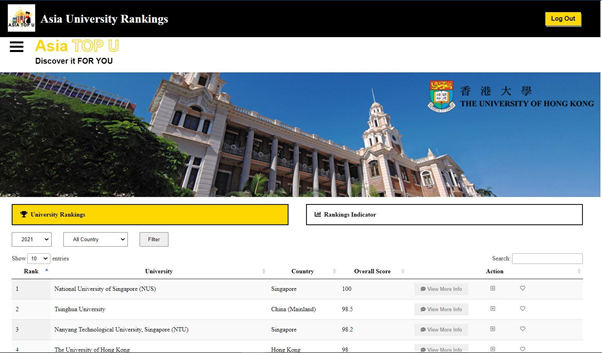 ASIA TOP U
Asia University Rankings
Log Out
Asia TOP U
Discover it FOR YOU
香港大學
THE UNIVERSITY OF HONG KONG
University Rankings
Rankings Indicator
2021
All Country
Filter
Show 10 entries
Search:
Rank University Country Overall Score Action
1 National University of Singapore (NUS) Singapore 100 View More Info
2 Tsinghua University China (Mainland) 98.5 View More Info
3 Nanyang Technological University, Singapore (NTU) Singapore 98.2 View More Info
4 The University of Hong Kong Hong Kong 98 View More Info